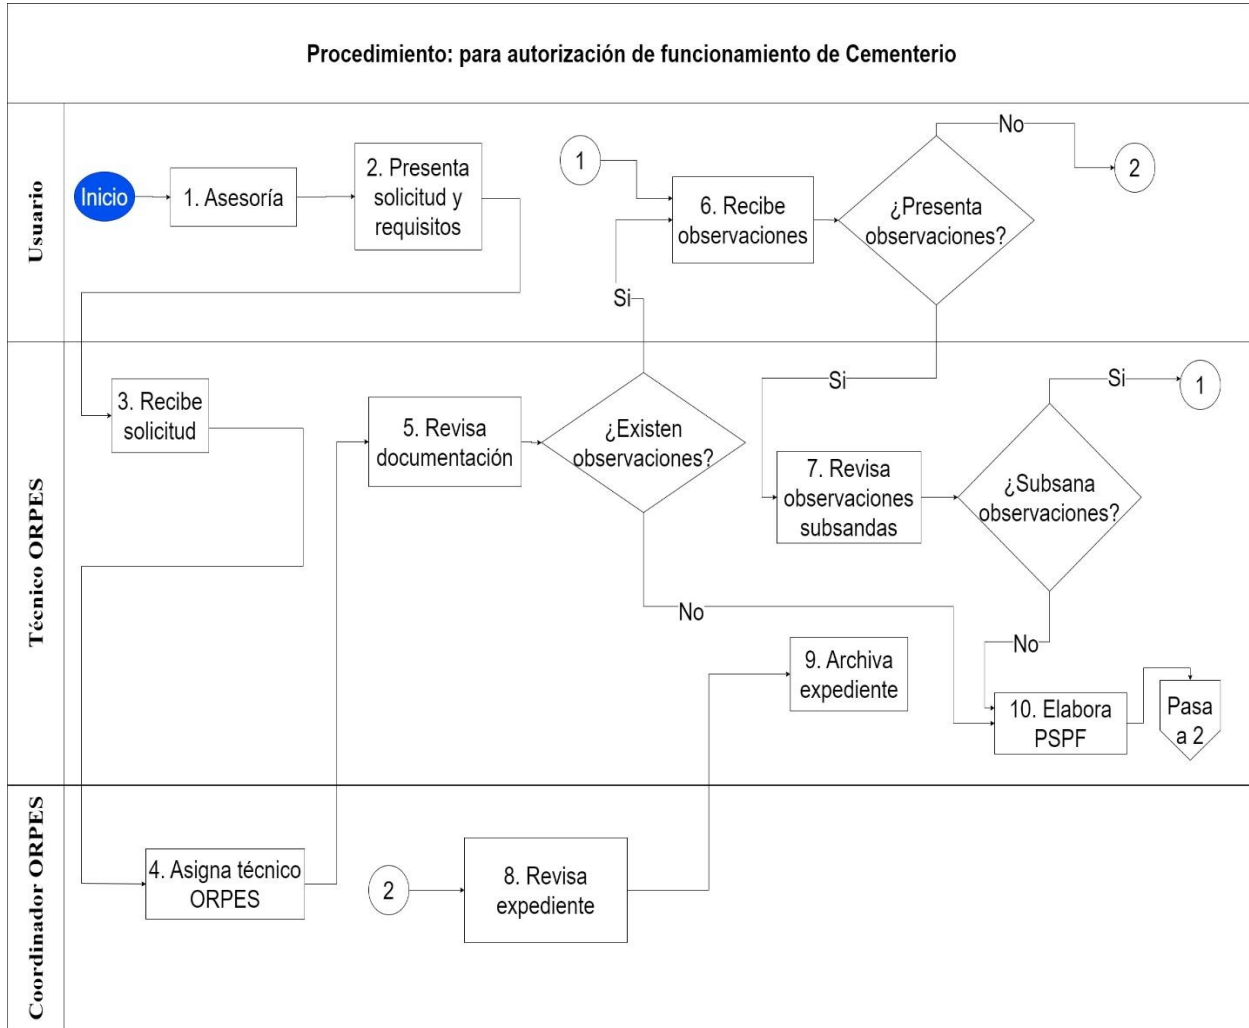 Procedimiento: para autorización de funcionamiento de Cementerio
Usuario
Inicio
1. Asesoría
2. Presenta
solicitud y
requisitos
1
6. Recibe
observaciones
¿Presenta
observaciones?
No
2
Si
Si
Técnico ORPES
3. Recibe
solicitud
5. Revisa
documentación
¿Existen
observaciones?
7. Revisa
observaciones
subsandas
¿Subsana
observaciones?
Si
1
No
No
9. Archiva
expediente
10. Elabora
PSPF
Pasa
a 2
Coordinador ORPES
4. Asigna técnico
ORPES
2
8. Revisa
expediente